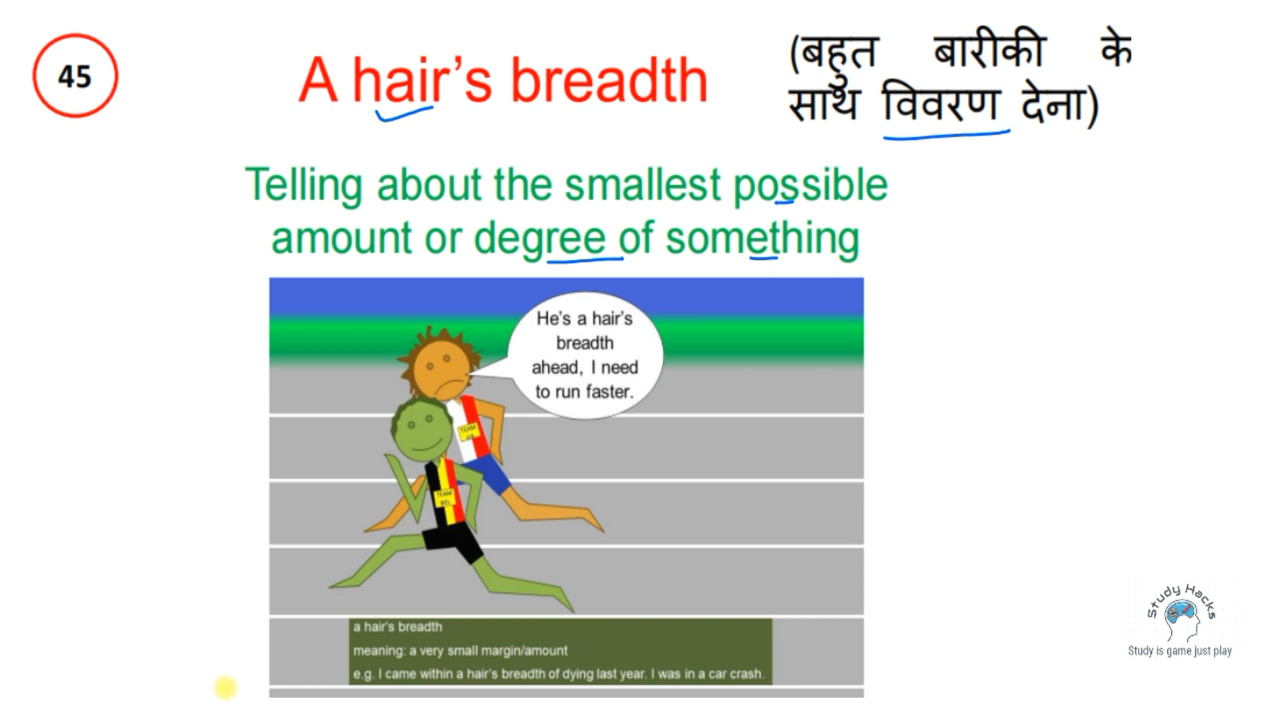 45
A hair's breadth
(बहुत बारीकी के
साथ विवरण देना)
Telling about the smallest possible
amount or degree of something
He's a hair's
breadth
ahead, I need
to run faster.
TEAM
TEAM
a hair's breadth
meaning: a very small margin/amount
e.g. I came within a hair's breadth of dying last year. I was in a car crash.
Study Hacks
Study is game just play